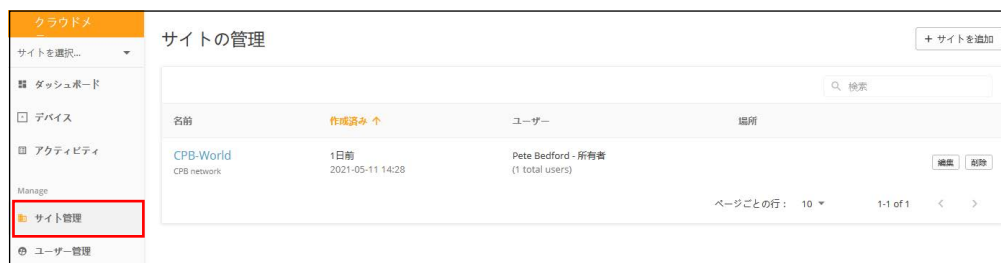 クラウドメ
サイトを選択...
ダッシュボード
デバイス
アクティビティ
Manage
サイト管理
ユーザー管理
サイトの管理
+ サイトを追加
検索
名前 作成済み ↑ ユーザー 場所
CPB-World 1日前 Pete Bedford - 所有者 編集 削除
CPB network 2021-05-11 14:28 (1 total users)
ページごとの行： 10 1-1 of 1 < >